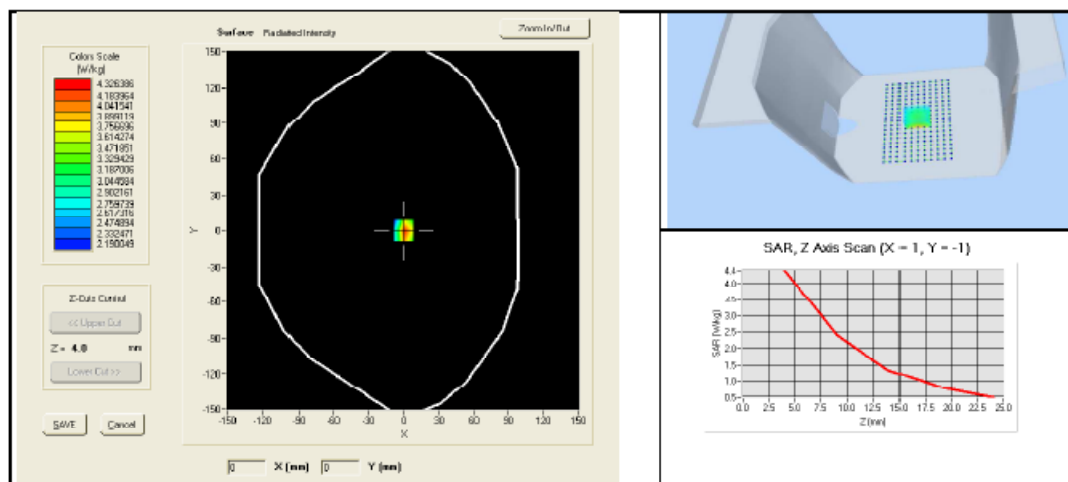 Surface Radiated Intensity
Zoom In/Out
Colors Scale
(W/kg)
4.326386
4.183964
4.041541
3.899119
3.756696
3.614274
3.471851
3.329429
3.187006
3.044584
2.902161
2.759739
2.617316
2.474894
2.332471
2.190049
150
120
90
60
30
0
-30
-60
-90
-120
-150
Y
-150 -120 -90 -60 -30 0 30 60 90 120 150
X
Z-Cuts Control
<< Upper Cut
Z = 4.0 mm
Lower Cut >>
SAVE Cancel
0 X (mm) 0 Y (mm)
SAR, Z Axis Scan (X = 1, Y = -1)
SAR (W/kg)
4.4
3.0
2.5
2.0
1.5
0.5
0.0 2.5 5.0 7.5 10.0 12.5 15.0 17.5 20.0 22.5 25.0
Z (mm)